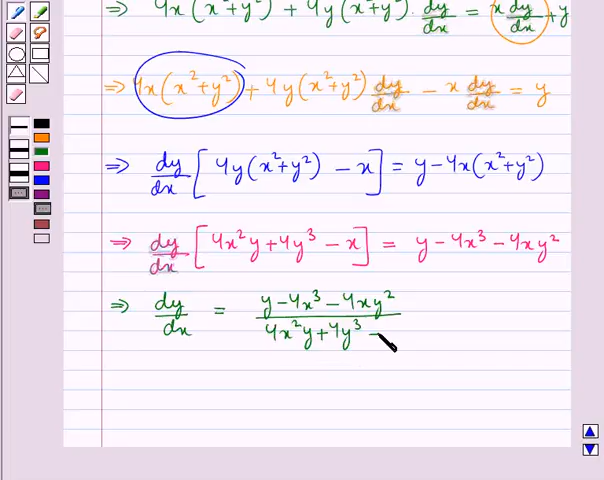 ⇒ 4x(x²+y²) + 4y(x²+y²)·dy/dx = x dy/dx + y
⇒ 4x(x²+y²) + 4y(x²+y²) dy/dx − x dy/dx = y
⇒ dy/dx [4y(x²+y²) − x] = y − 4x(x²+y²)
⇒ dy/dx [4x²y + 4y³ − x] = y − 4x³ − 4xy²
⇒ dy/dx = (y − 4x³ − 4xy²)/(4x²y + 4y³ −